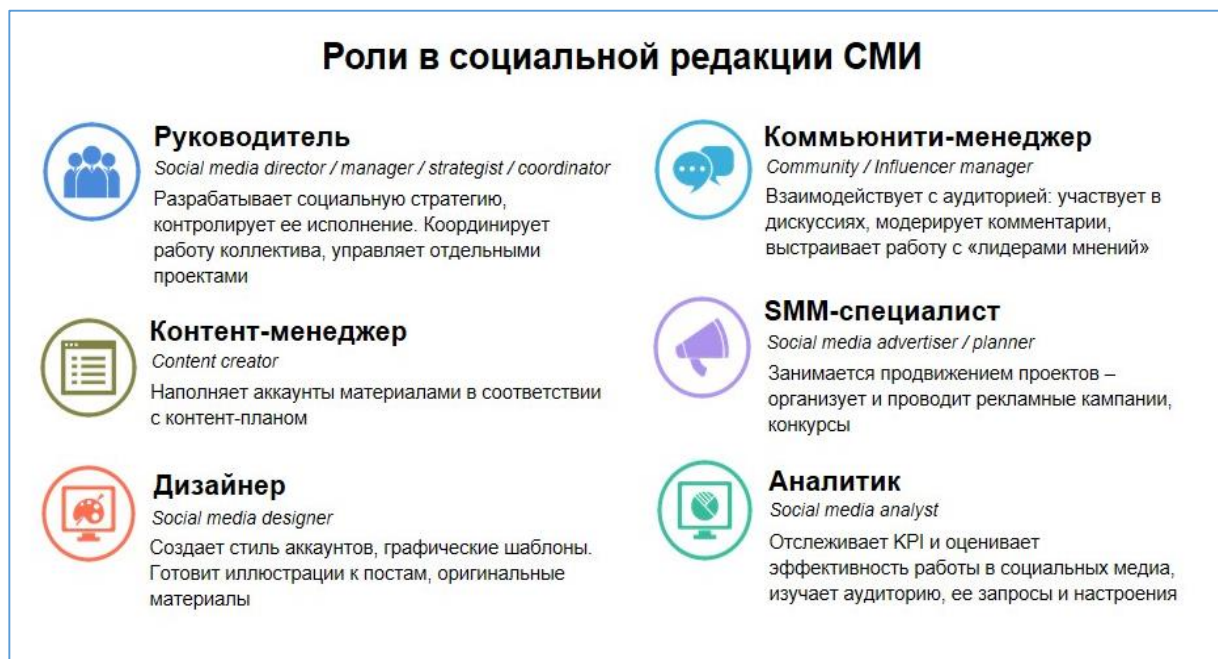 Роли в социальной редакции СМИ
Руководитель
Social media director / manager / strategist / coordinator
Разрабатывает социальную стратегию,
контролирует ее исполнение. Координирует
работу коллектива, управляет отдельными
проектами
Контент-менеджер
Content creator
Наполняет аккаунты материалами в соответствии
с контент-планом
Дизайнер
Social media designer
Создает стиль аккаунтов, графические шаблоны.
Готовит иллюстрации к постам, оригинальные
материалы
Коммьюнити-менеджер
Community / Influencer manager
Взаимодействует с аудиторией: участвует в
дискуссиях, модерирует комментарии,
выстраивает работу с «лидерами мнений»
SMM-специалист
Social media advertiser / planner
Занимается продвижением проектов –
организует и проводит рекламные кампании,
конкурсы
Аналитик
Social media analyst
Отслеживает KPI и оценивает
эффективность работы в социальных медиа,
изучает аудиторию, ее запросы и настроения